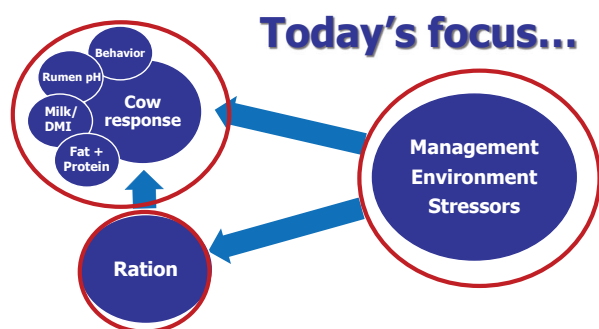 Today's focus...
Behavior
Rumen pH
Milk/
DMI
Fat +
Protein
Cow
response
Management
Environment
Stressors
Ration